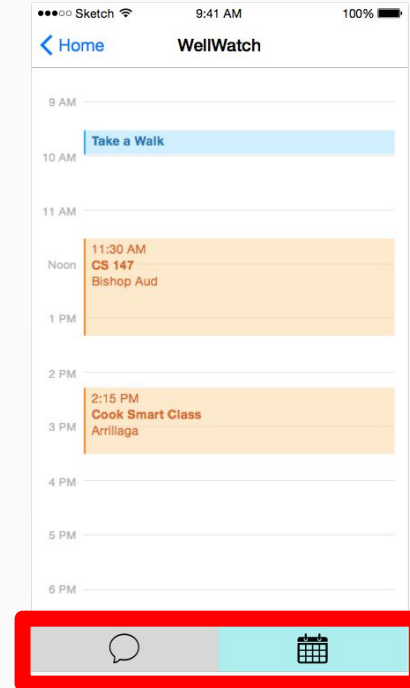 Sketch 9:41 AM 100%
Home WellWatch
9 AM
Take a Walk
10 AM
11 AM
11:30 AM
Noon CS 147
Bishop Aud
1 PM
2 PM
2:15 PM
Cook Smart Class
3 PM Arrillaga
4 PM
5 PM
6 PM